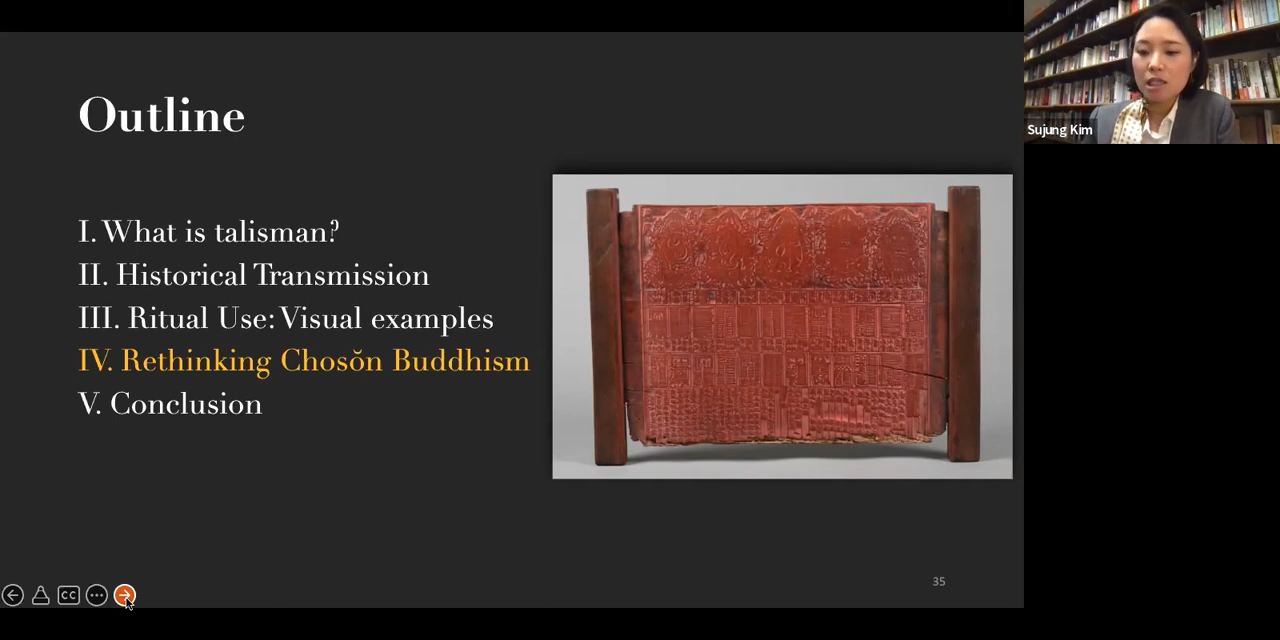 Outline
I. What is talisman?
II. Historical Transmission
III. Ritual Use: Visual examples
IV. Rethinking Chosŏn Buddhism
V. Conclusion
35
CC
Sujung Kim